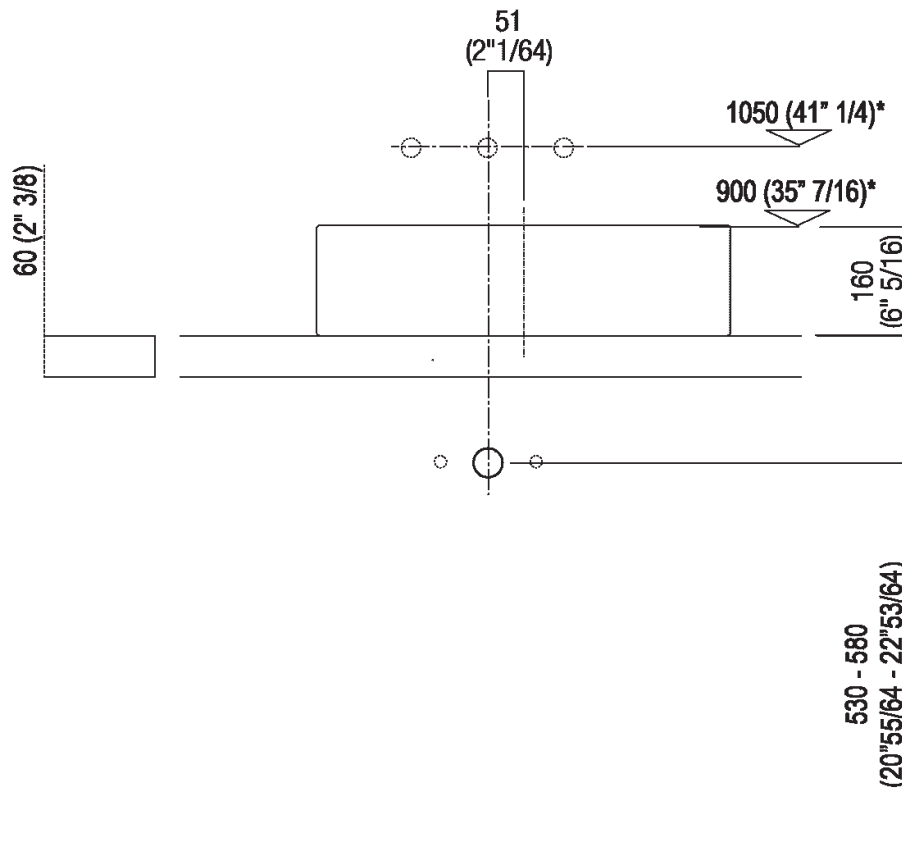 51
(2"1/64)
1050 (41" 1/4)*
900 (35" 7/16)*
60 (2" 3/8)
160
(6" 5/16)
530 - 580
(20"55/64 - 22"53/64)